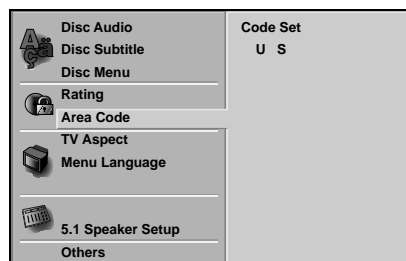 Disc Audio
Disc Subtitle
Disc Menu
Rating
Area Code
TV Aspect
Menu Language
5.1 Speaker Setup
Others
Code Set
U S